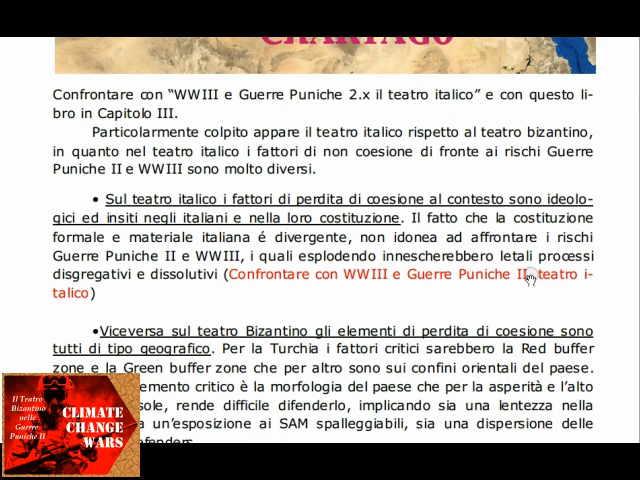 CHARTAGO
Confrontare con “WWIII e Guerre Puniche 2.x il teatro italico” e con questo li-
bro in Capitolo III.
Particolarmente colpito appare il teatro italico rispetto al teatro bizantino,
in quanto nel teatro italico i fattori di non coesione di fronte ai rischi Guerre
Puniche II e WWIII sono molto diversi.
• Sul teatro italico i fattori di perdita di coesione al contesto sono ideolo-
gici ed insiti negli italiani e nella loro costituzione. Il fatto che la costituzione
formale e materiale italiana é divergente, non idonea ad affrontare i rischi
Guerre Puniche II e WWIII, i quali esplodendo innescherebbero letali processi
disgregativi e dissolutivi (Confrontare con WWIII e Guerre Puniche II teatro i-
talico)
•Viceversa sul teatro Bizantino gli elementi di perdita di coesione sono
tutti di tipo geografico. Per la Turchia i fattori critici sarebbero la Red buffer
zone e la Green buffer zone che per altro sono sui confini orientali del paese.
emento critico è la morfologia del paese che per la asperità e l’alto
sole, rende difficile difenderlo, implicando sia una lentezza nella
a un’esposizione ai SAM spalleggiabili, sia una dispersione delle
efenders
Il Teatro
Bizantino
nelle
Guerre
Puniche II
CLIMATE
CHANGE
WARS